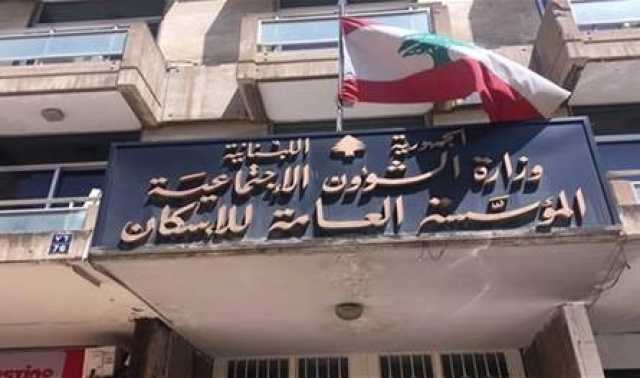 الجمهورية اللبنانية
وزارة الشؤون الاجتماعية
المؤسسة العامة للاسكان